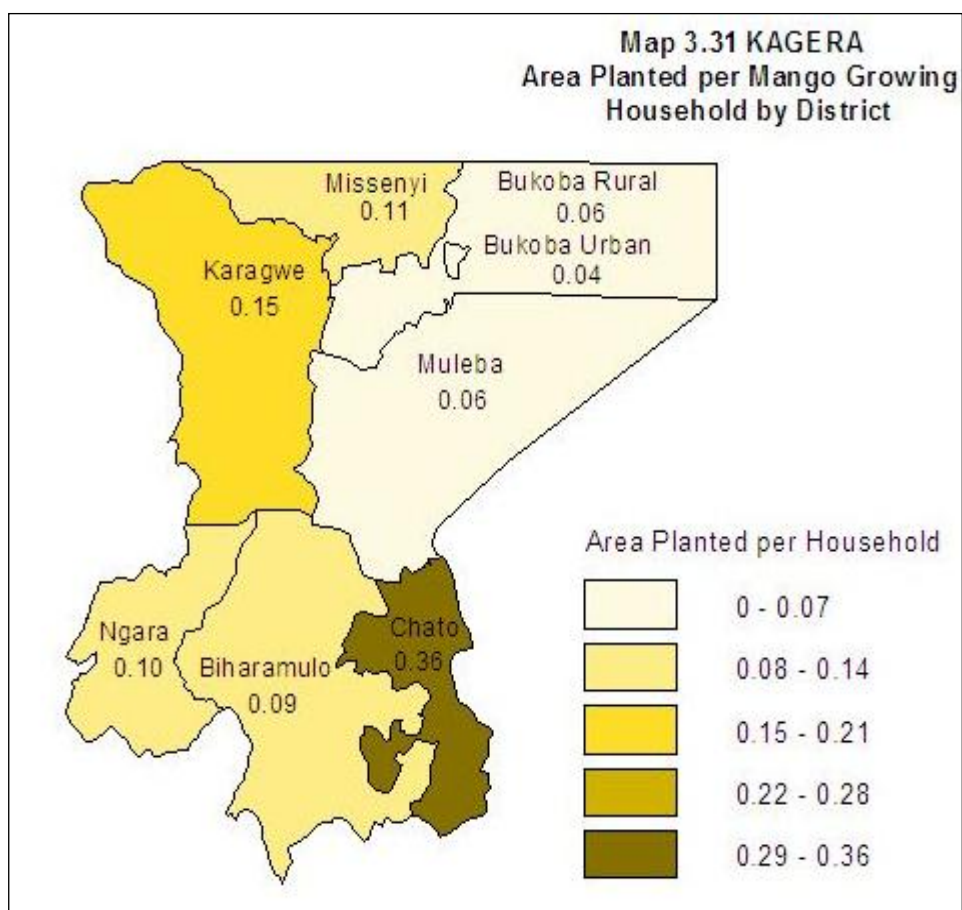 Map 3.31 KAGERA
Area Planted per Mango Growing
Household by District
Missenyi
0.11
Bukoba Rural
0.06
Bukoba Urban
0.04
Karagwe
0.15
Muleba
0.06
Ngara
0.10
Biharamulo
0.09
Chato
0.36
Area Planted per Household
0 - 0.07
0.08 - 0.14
0.15 - 0.21
0.22 - 0.28
0.29 - 0.36